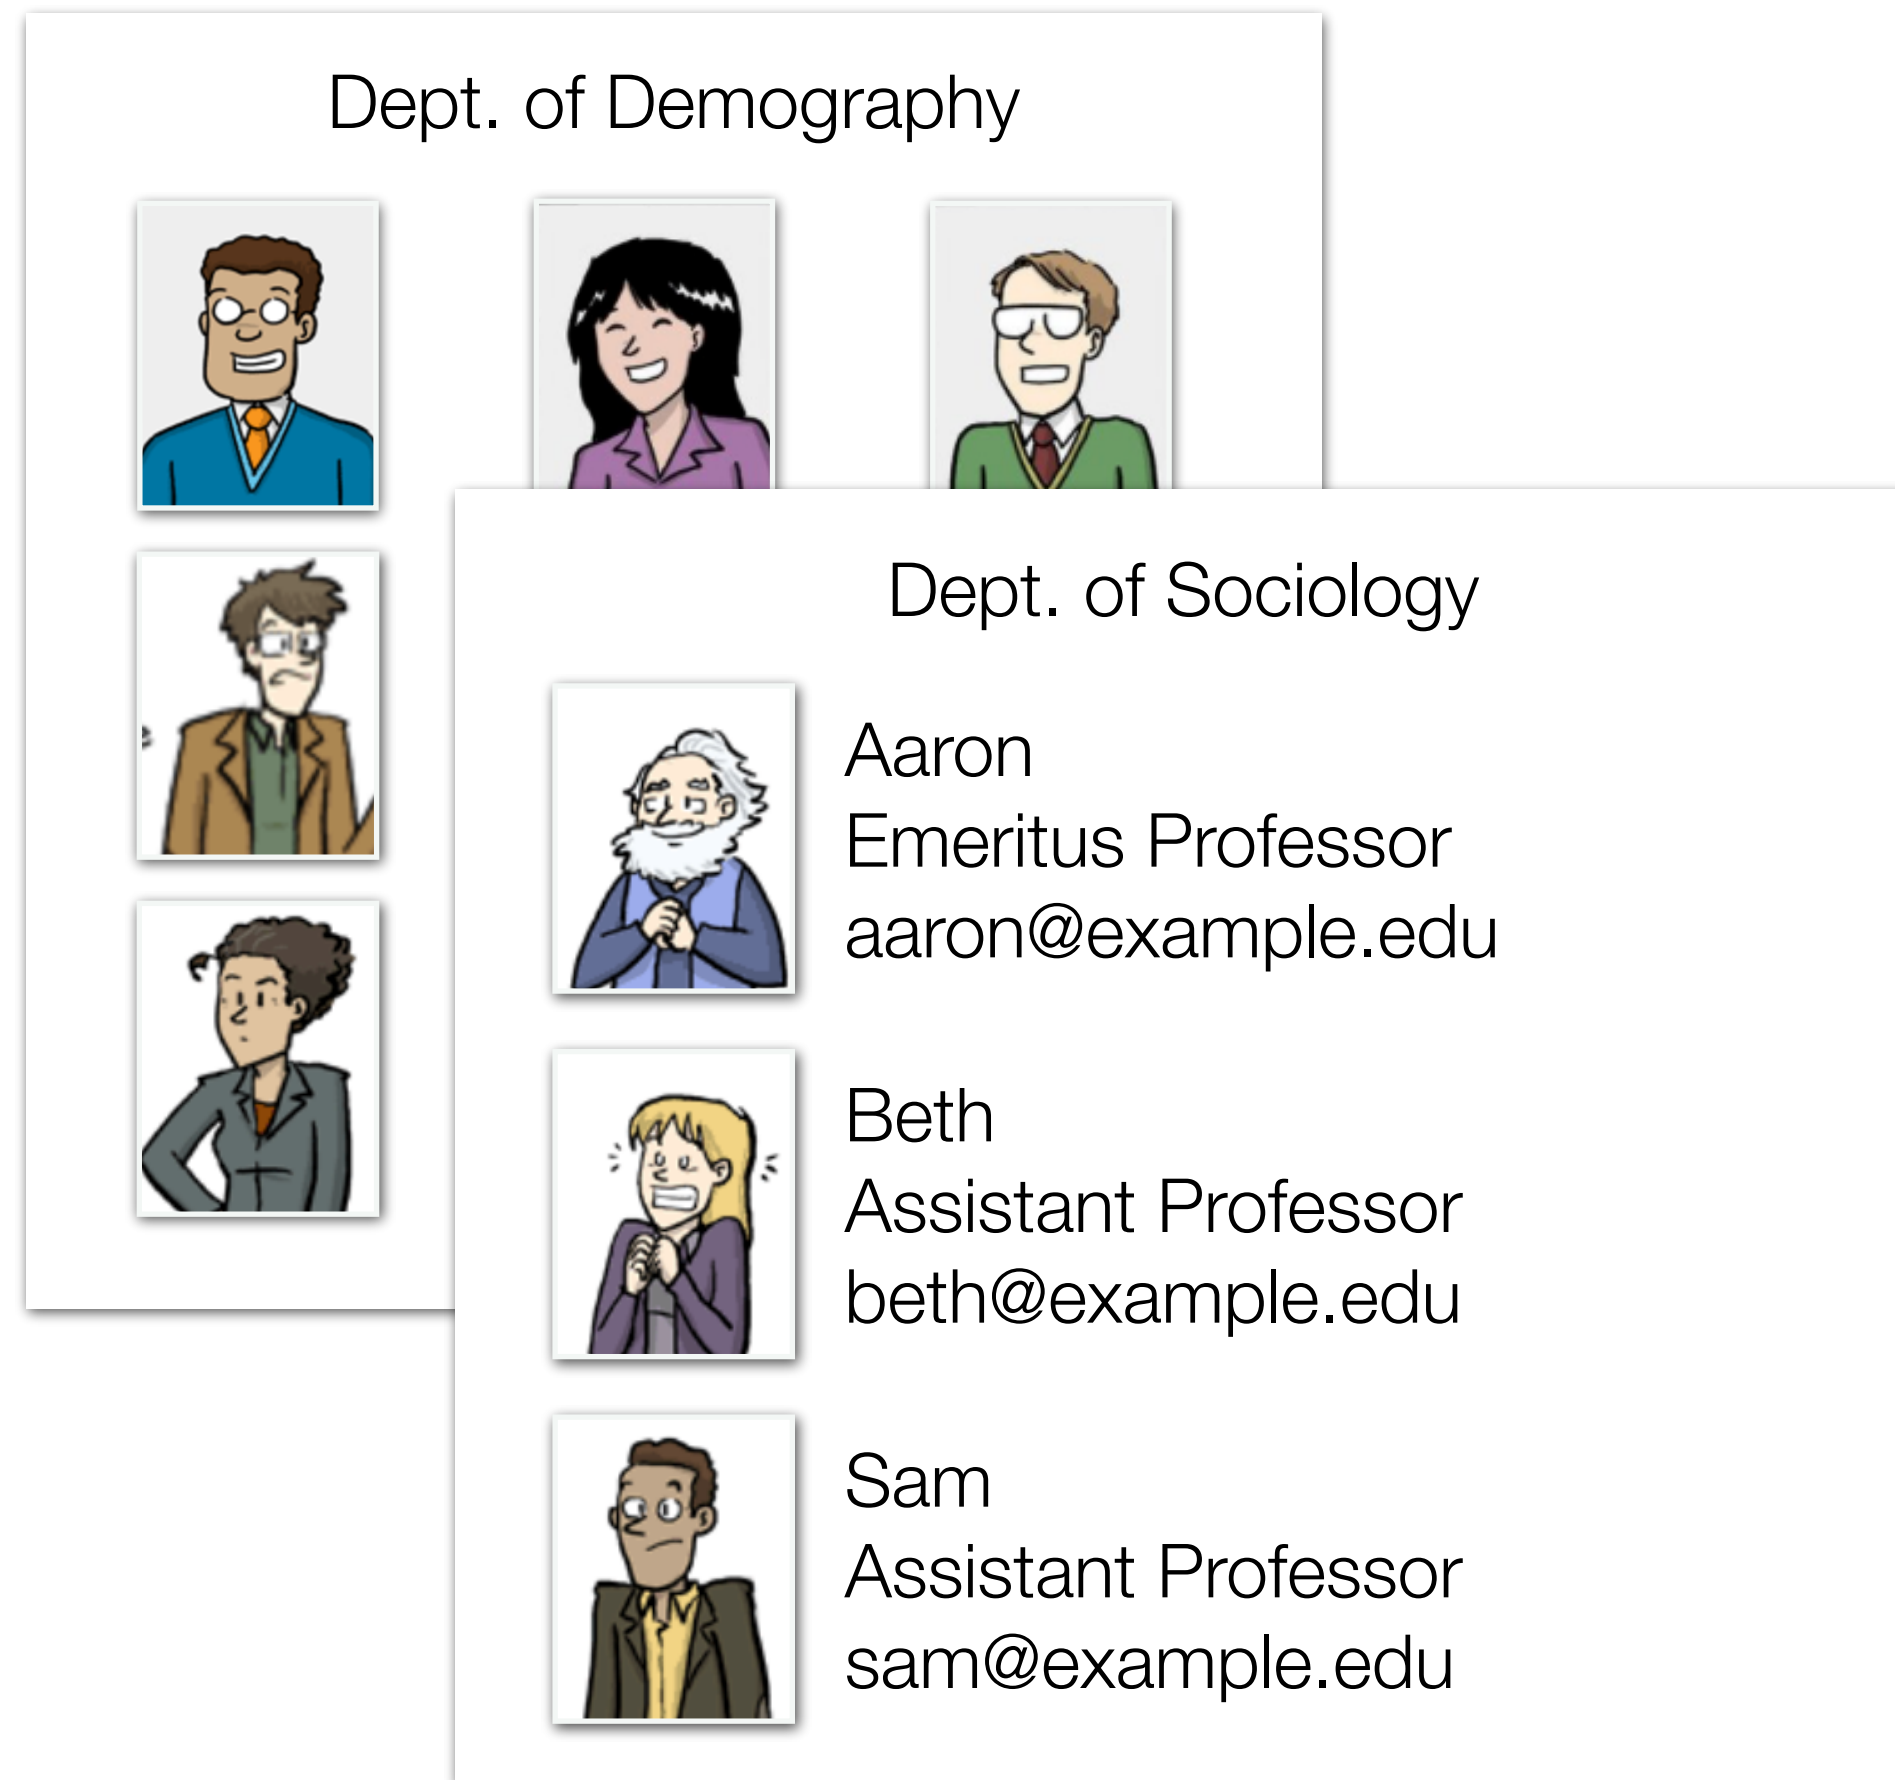 Dept. of Demography
Dept. of Sociology
Aaron
Emeritus Professor
aaron@example.edu
Beth
Assistant Professor
beth@example.edu
Sam
Assistant Professor
sam@example.edu